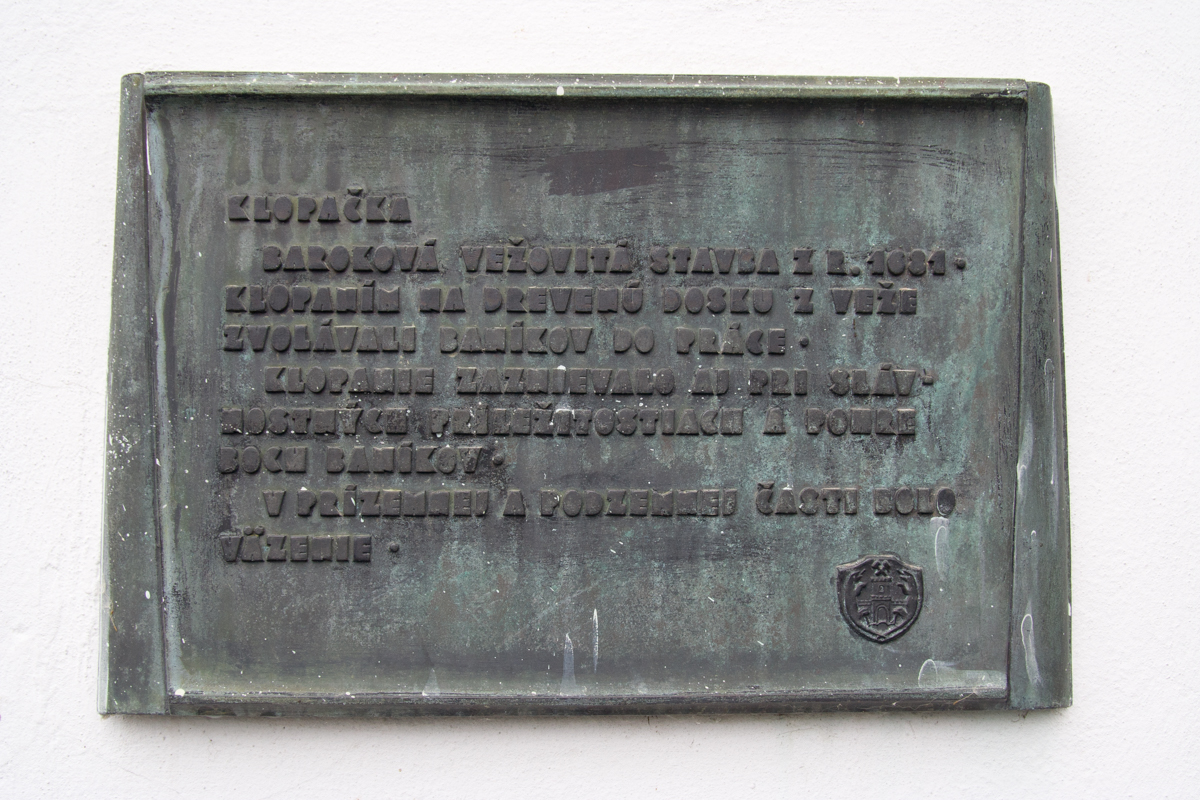 KLOPAČKA
BAROKOVÁ VEŽOVITÁ STAVBA Z R. 1681.
KLOPANÍM NA DREVENÚ DOSKU Z VEŽE
ZVOLÁVALI BANÍKOV DO PRÁCE.
KLOPANIE ZAZNIEVALO AJ PRI SLÁV-
NOSTNÝCH PRÍLEŽITOSTIACH A POHRE
BOCH BANÍKOV.
V PRÍZEMNEJ A PODZEMNEJ ČASTI BOLO
VÄZENIE.